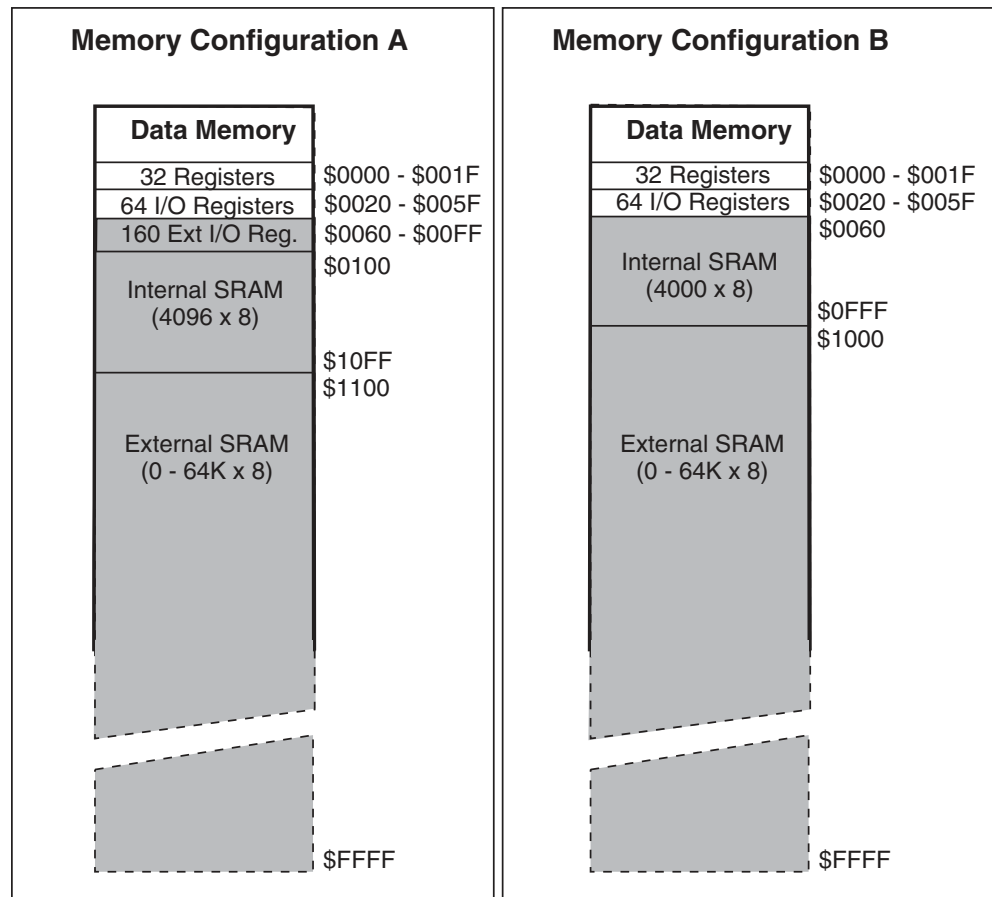 Memory Configuration A
Data Memory
32 Registers
$0000 - $001F
64 I/O Registers
$0020 - $005F
160 Ext I/O Reg.
$0060 - $00FF
$0100
Internal SRAM
(4096 x 8)
$10FF
$1100
External SRAM
(0 - 64K x 8)
$FFFF
Memory Configuration B
Data Memory
32 Registers
$0000 - $001F
64 I/O Registers
$0020 - $005F
$0060
Internal SRAM
(4000 x 8)
$0FFF
$1000
External SRAM
(0 - 64K x 8)
$FFFF